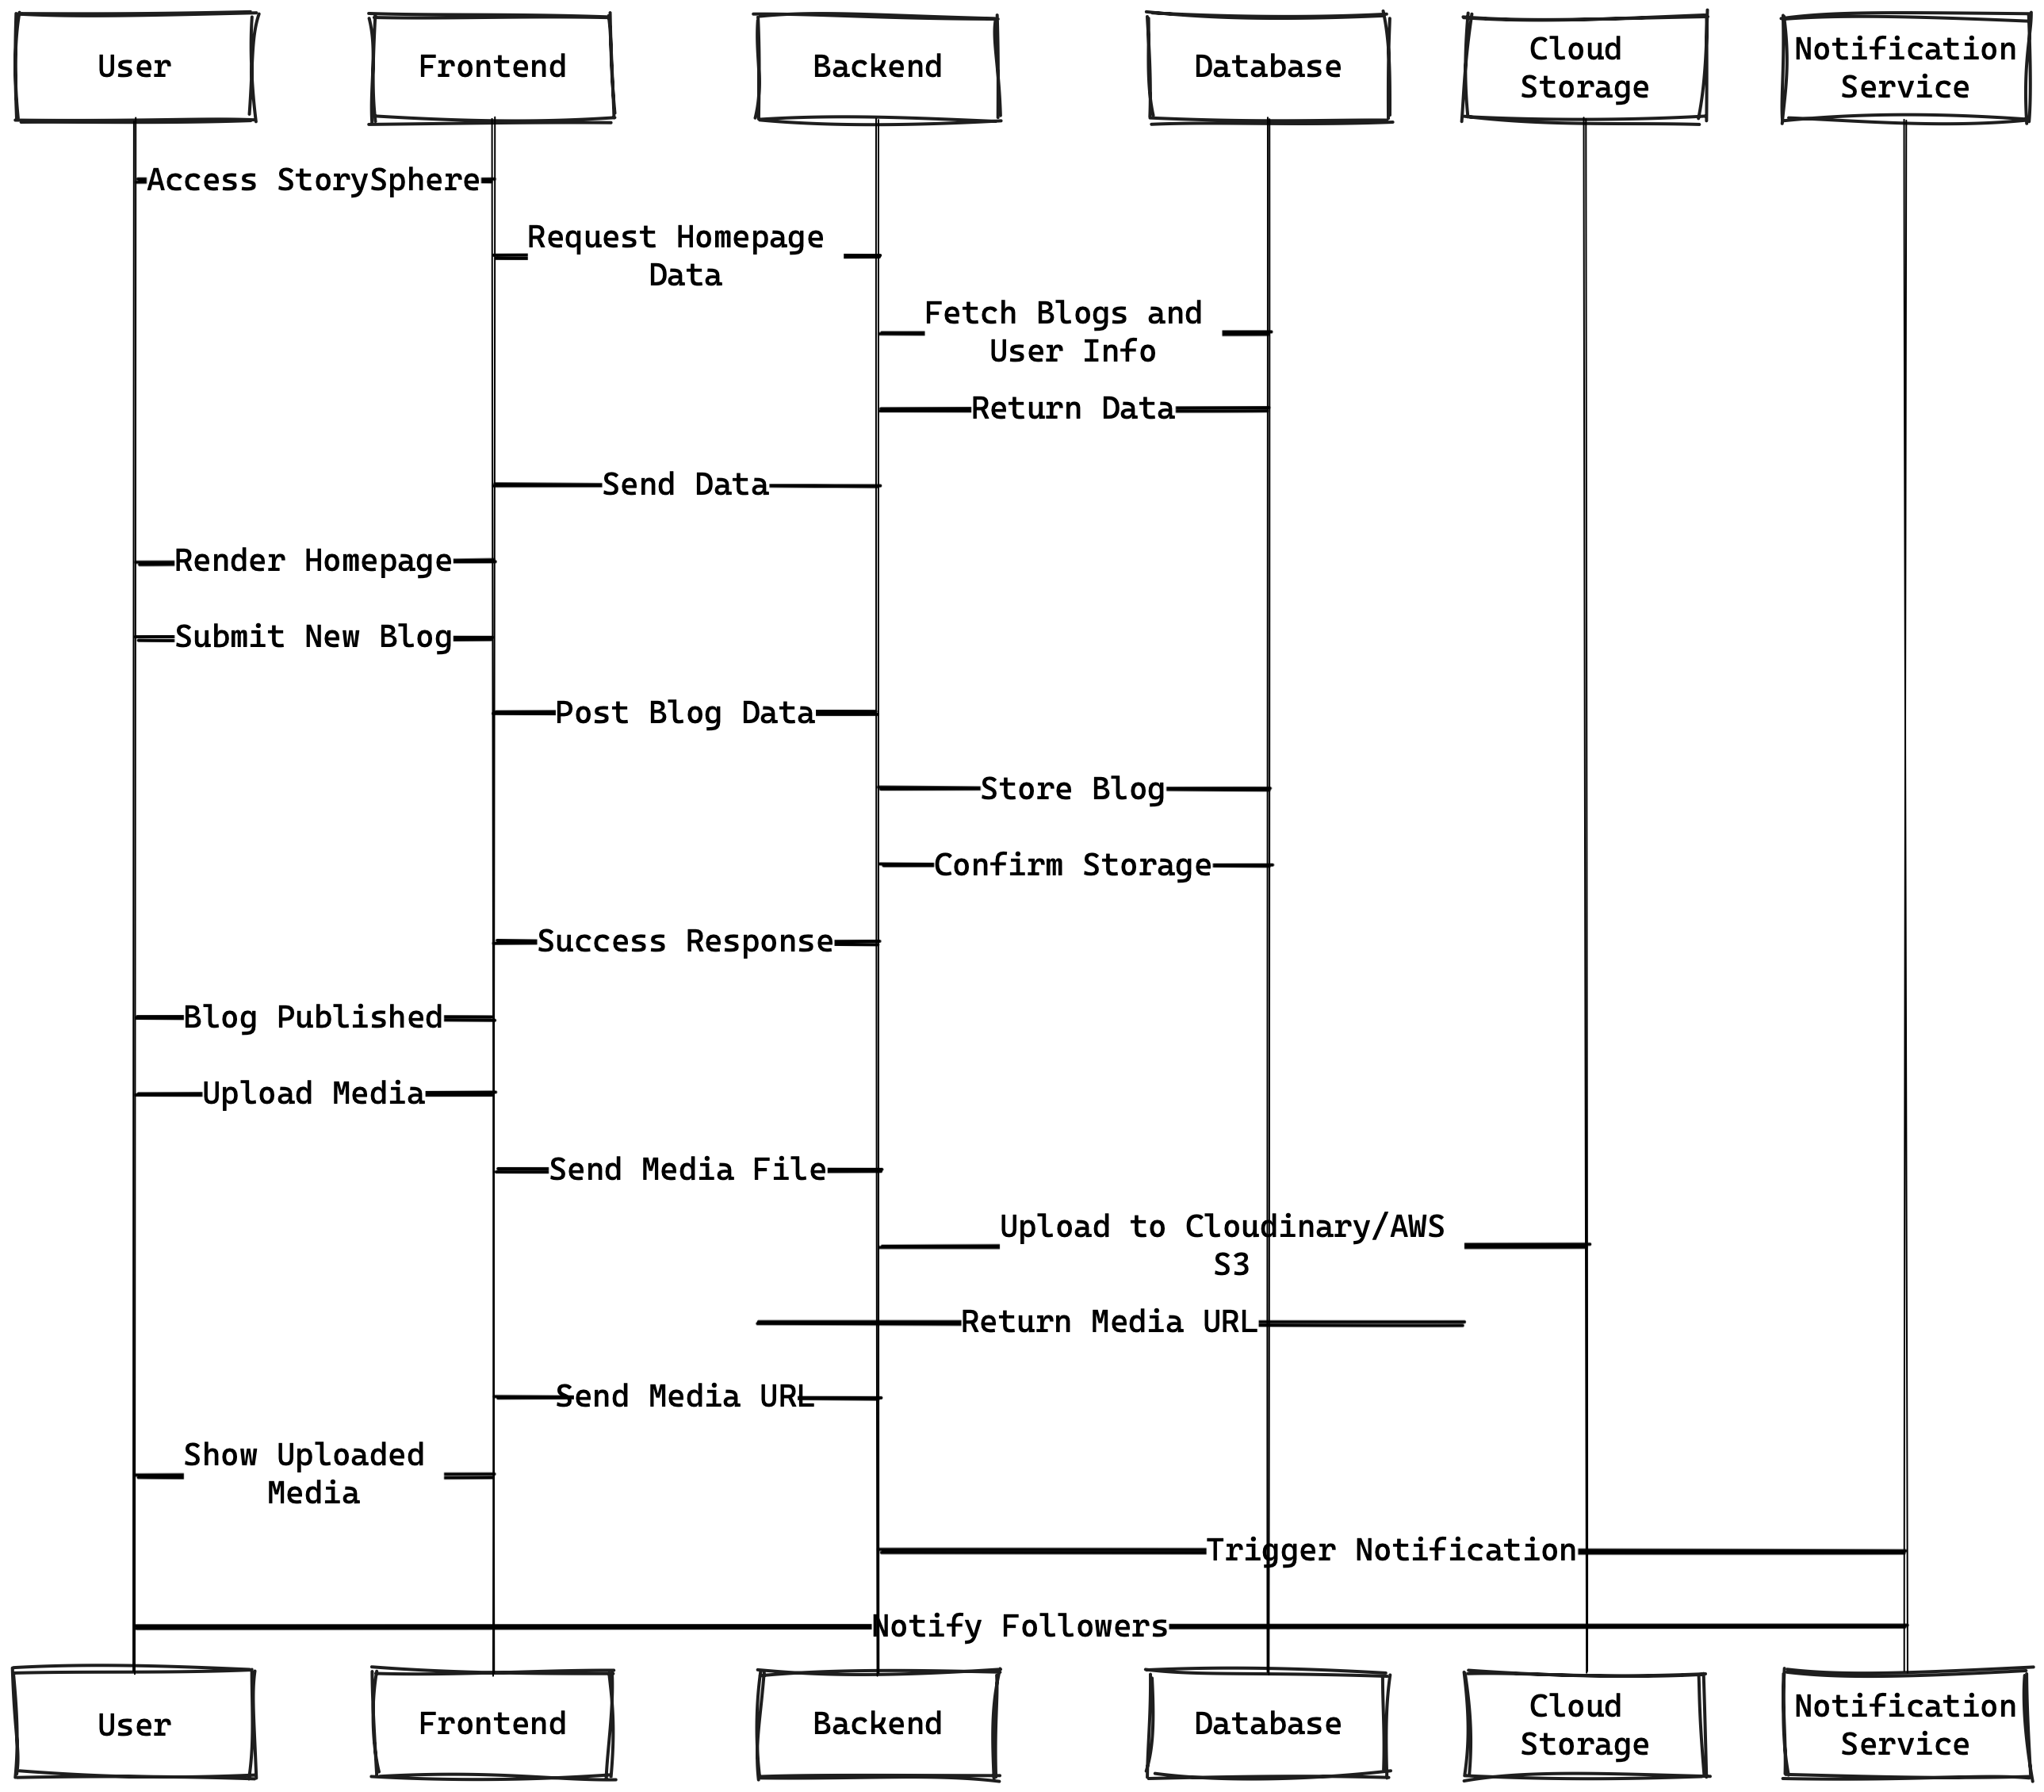 User
Frontend
Backend
Database
Cloud
Storage
Notification
Service
Access StorySphere
Request Homepage
Data
Fetch Blogs and
User Info
Return Data
Send Data
Render Homepage
Submit New Blog
Post Blog Data
Store Blog
Confirm Storage
Success Response
Blog Published
Upload Media
Send Media File
Upload to Cloudinary/AWS
S3
Return Media URL
Send Media URL
Show Uploaded
Media
Trigger Notification
Notify Followers
User
Frontend
Backend
Database
Cloud
Storage
Notification
Service